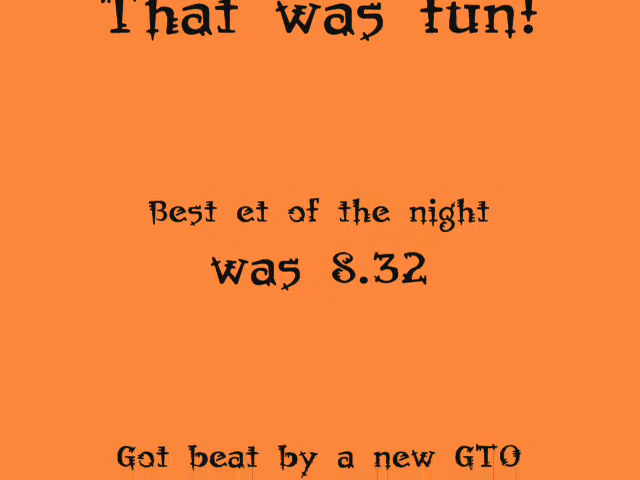 That was fun!
Best et of the night
was 8.32
Got beat by a new GTO